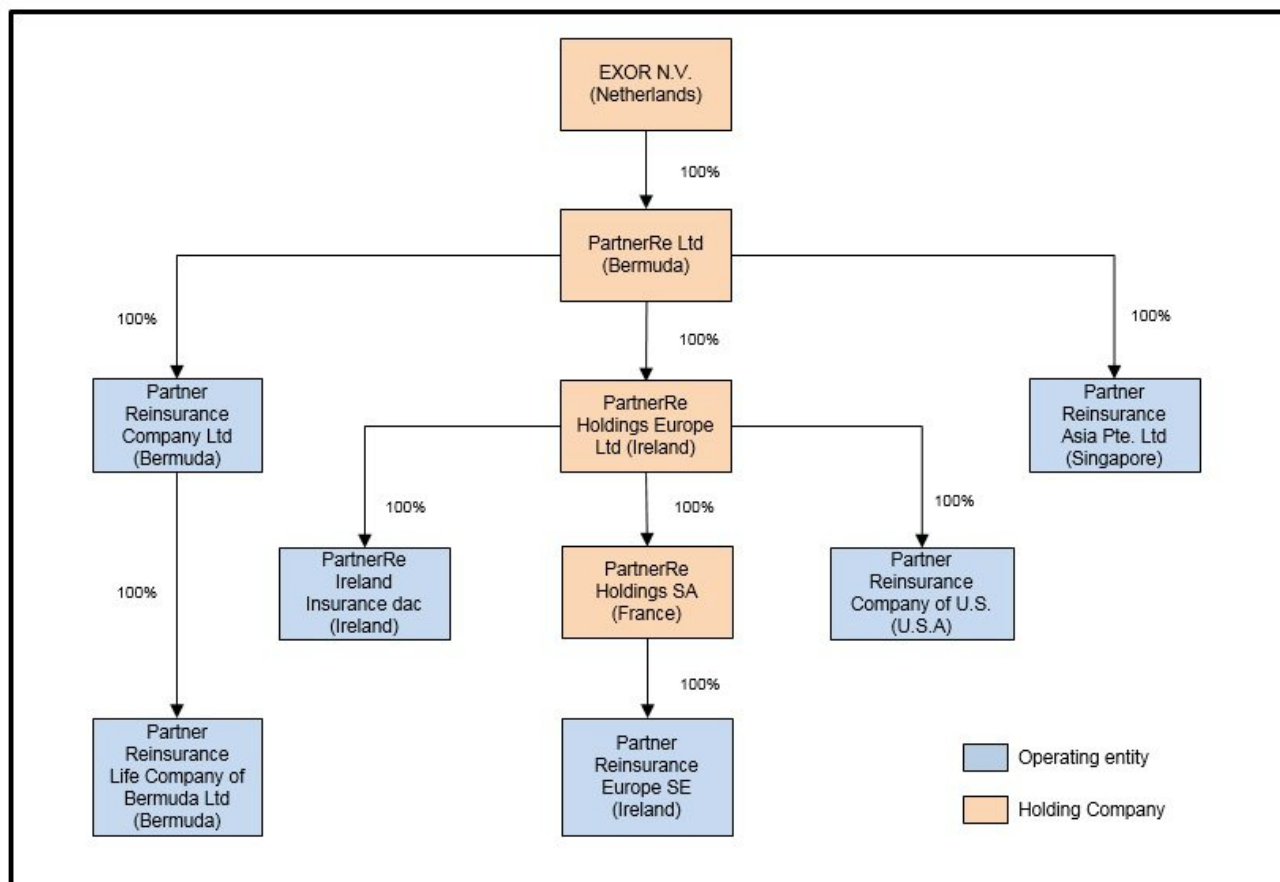 EXOR N.V.
(Netherlands)
100%
PartnerRe Ltd
(Bermuda)
100%
100%
100%
Partner
Reinsurance
Company Ltd
(Bermuda)
PartnerRe
Holdings Europe
Ltd (Ireland)
Partner
Reinsurance
Asia Pte. Ltd
(Singapore)
100%
100%
100%
100%
PartnerRe
Ireland
Insurance dac
(Ireland)
PartnerRe
Holdings SA
(France)
Partner
Reinsurance
Company of U.S.
(U.S.A)
100%
Partner
Reinsurance
Life Company of
Bermuda Ltd
(Bermuda)
Partner
Reinsurance
Europe SE
(Ireland)
Operating entity
Holding Company